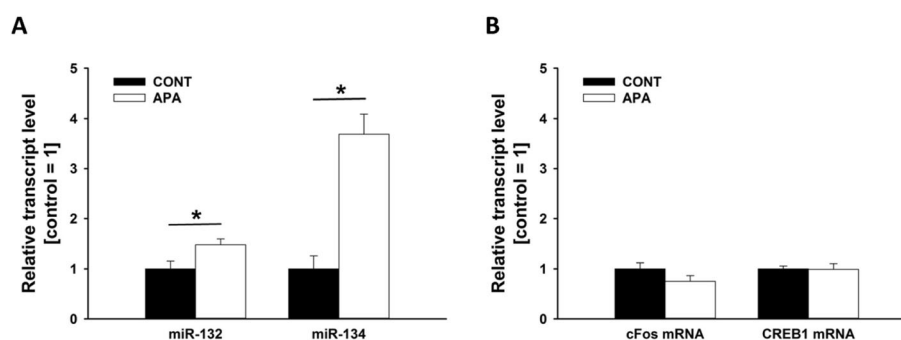 A
Relative transcript level
[control = 1]
5
4
3
2
1
0
CONT
APA
*
*
miR-132
miR-134
B
Relative transcript level
[control = 1]
5
4
3
2
1
0
CONT
APA
cFos mRNA
CREB1 mRNA